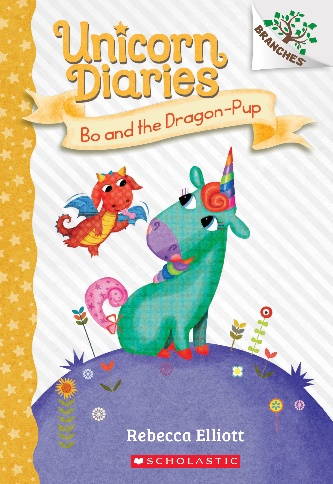 Unicorn
Diaries
BRANCHES
Bo and the Dragon-Pup
Rebecca Elliott
SCHOLASTIC